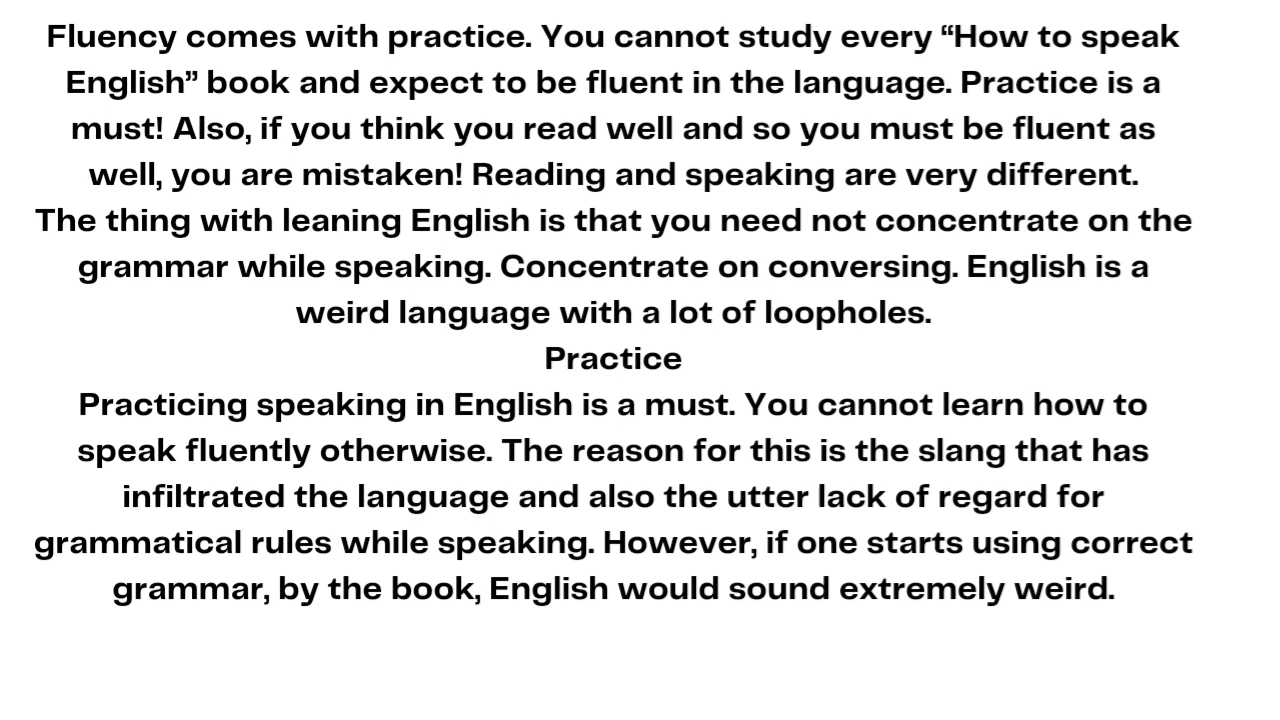 Fluency comes with practice. You cannot study every “How to speak
English” book and expect to be fluent in the language. Practice is a
must! Also, if you think you read well and so you must be fluent as
well, you are mistaken! Reading and speaking are very different.
The thing with leaning English is that you need not concentrate on the
grammar while speaking. Concentrate on conversing. English is a
weird language with a lot of loopholes.
Practice
Practicing speaking in English is a must. You cannot learn how to
speak fluently otherwise. The reason for this is the slang that has
infiltrated the language and also the utter lack of regard for
grammatical rules while speaking. However, if one starts using correct
grammar, by the book, English would sound extremely weird.